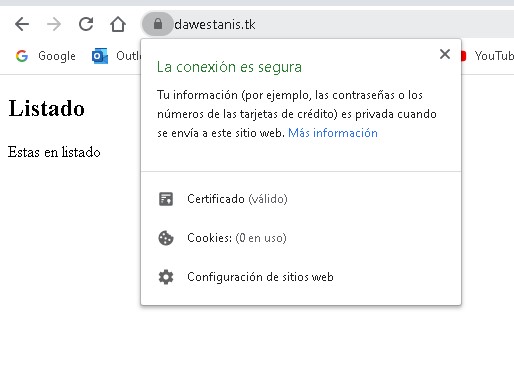 dawestanis.tk
Google
Outl
YouTub
La conexión es segura
Tu información (por ejemplo, las contraseñas o los
números de las tarjetas de crédito) es privada cuando
se envía a este sitio web. Más información
Certificado (válido)
Cookies: (0 en uso)
Configuración de sitios web
Listado
Estas en listado